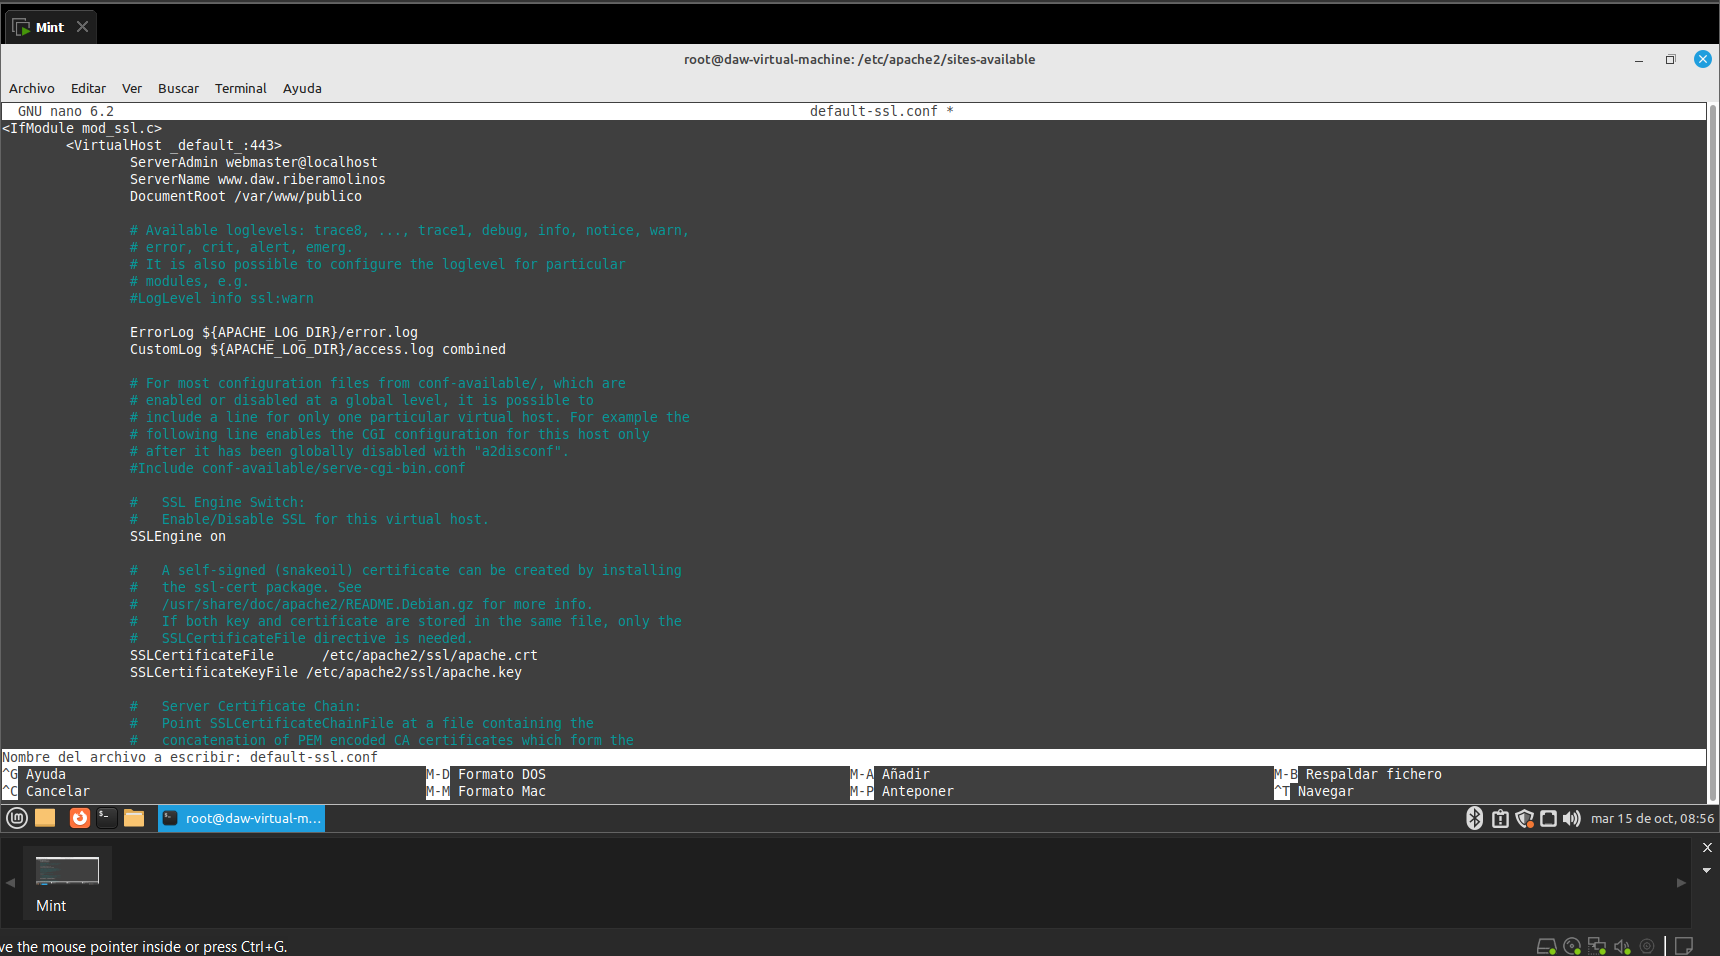 Mint
root@daw-virtual-machine: /etc/apache2/sites-available
Archivo Editar Ver Buscar Terminal Ayuda
GNU nano 6.2 default-ssl.conf *
<IfModule mod_ssl.c>
<VirtualHost _default_:443>
ServerAdmin webmaster@localhost
ServerName www.daw.riberamolinos
DocumentRoot /var/www/publico
# Available loglevels: trace8, ..., trace1, debug, info, notice, warn,
# error, crit, alert, emerg.
# It is also possible to configure the loglevel for particular
# modules, e.g.
#LogLevel info ssl:warn
ErrorLog ${APACHE_LOG_DIR}/error.log
CustomLog ${APACHE_LOG_DIR}/access.log combined
# For most configuration files from conf-available/, which are
# enabled or disabled at a global level, it is possible to
# include a line for only one particular virtual host. For example the
# following line enables the CGI configuration for this host only
# after it has been globally disabled with "a2disconf".
#Include conf-available/serve-cgi-bin.conf
#   SSL Engine Switch:
#   Enable/Disable SSL for this virtual host.
SSLEngine on
#   A self-signed (snakeoil) certificate can be created by installing
#   the ssl-cert package. See
#   /usr/share/doc/apache2/README.Debian.gz for more info.
#   If both key and certificate are stored in the same file, only the
#   SSLCertificateFile directive is needed.
SSLCertificateFile      /etc/apache2/ssl/apache.crt
SSLCertificateKeyFile /etc/apache2/ssl/apache.key
#   Server Certificate Chain:
#   Point SSLCertificateChainFile at a file containing the
#   concatenation of PEM encoded CA certificates which form the
Nombre del archivo a escribir: default-ssl.conf
^G Ayuda M-D Formato DOS M-A Añadir M-B Respaldar fichero
^C Cancelar M-M Formato Mac M-P Anteponer ^T Navegar
root@daw-virtual-m... mar 15 de oct, 08:56
Mint
ve the mouse pointer inside or press Ctrl+G.